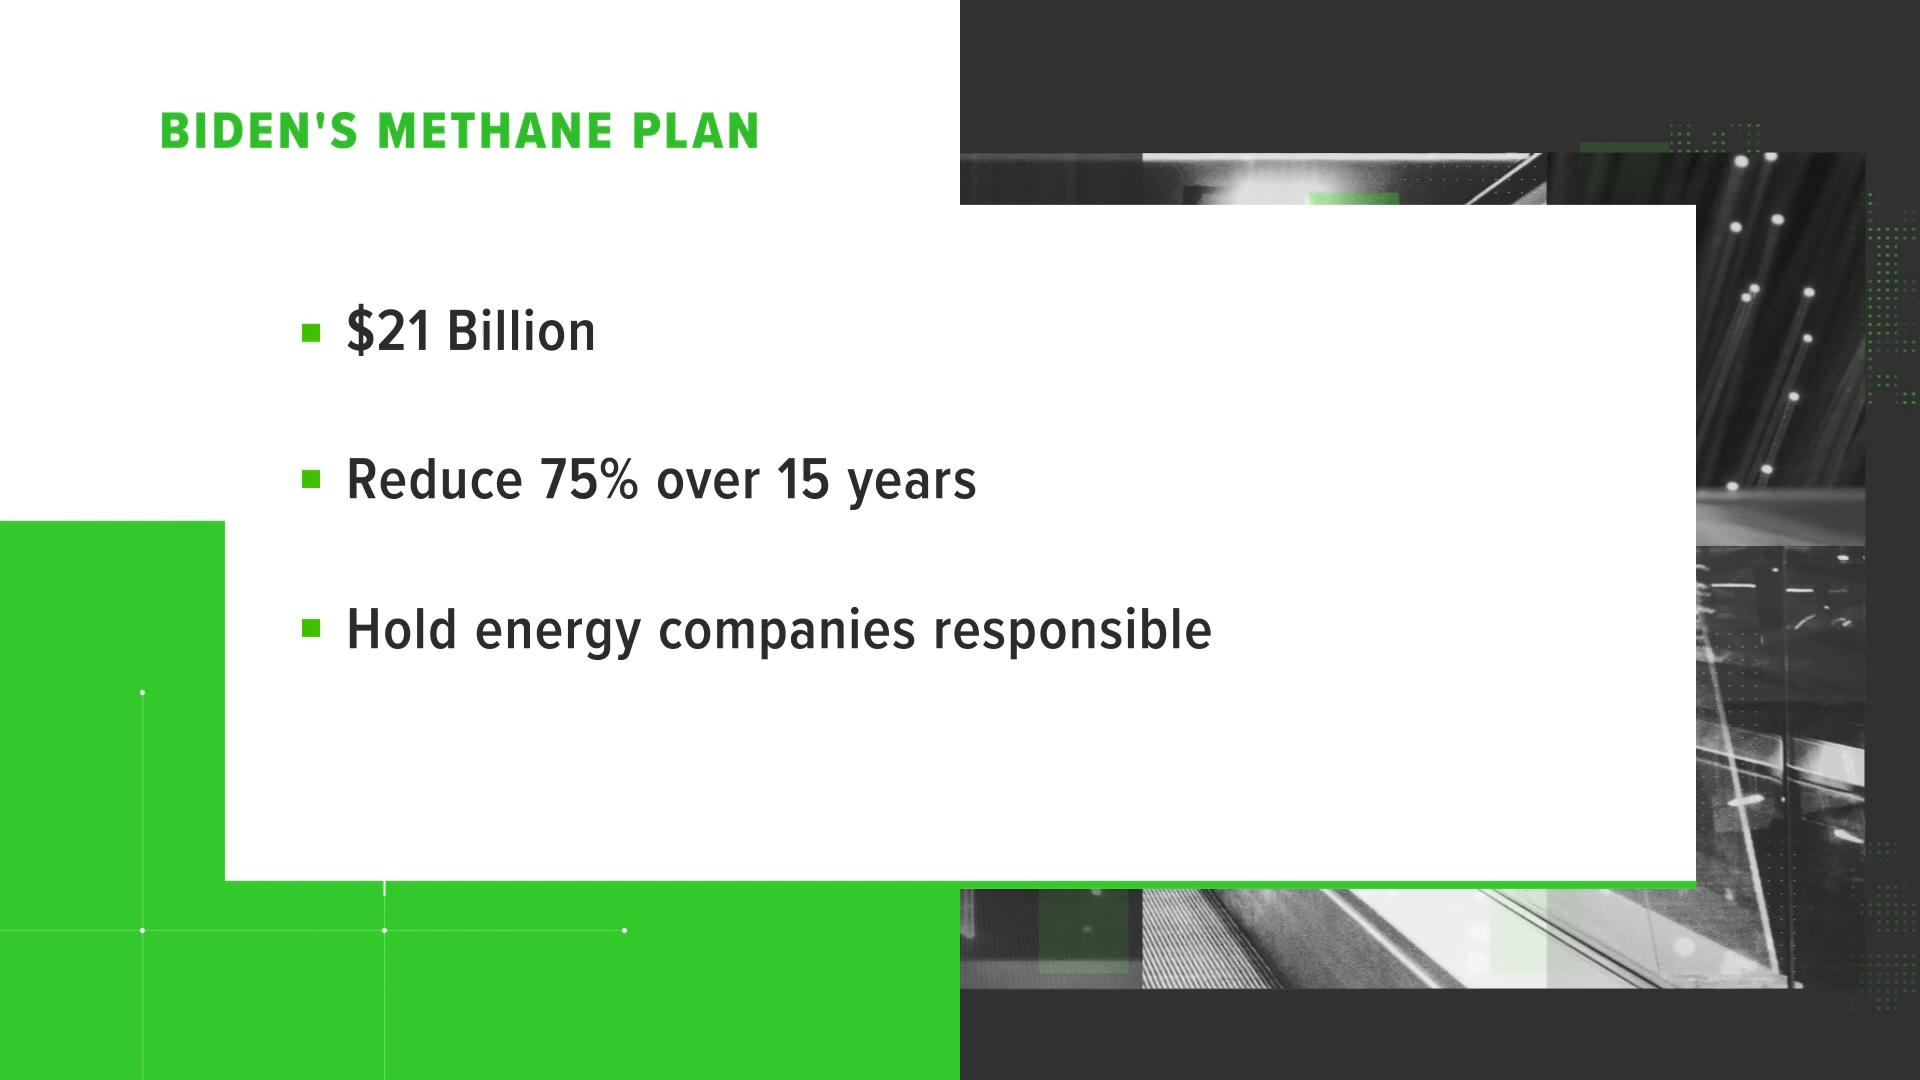 BIDEN'S METHANE PLAN
$21 Billion
Reduce 75% over 15 years
Hold energy companies responsible